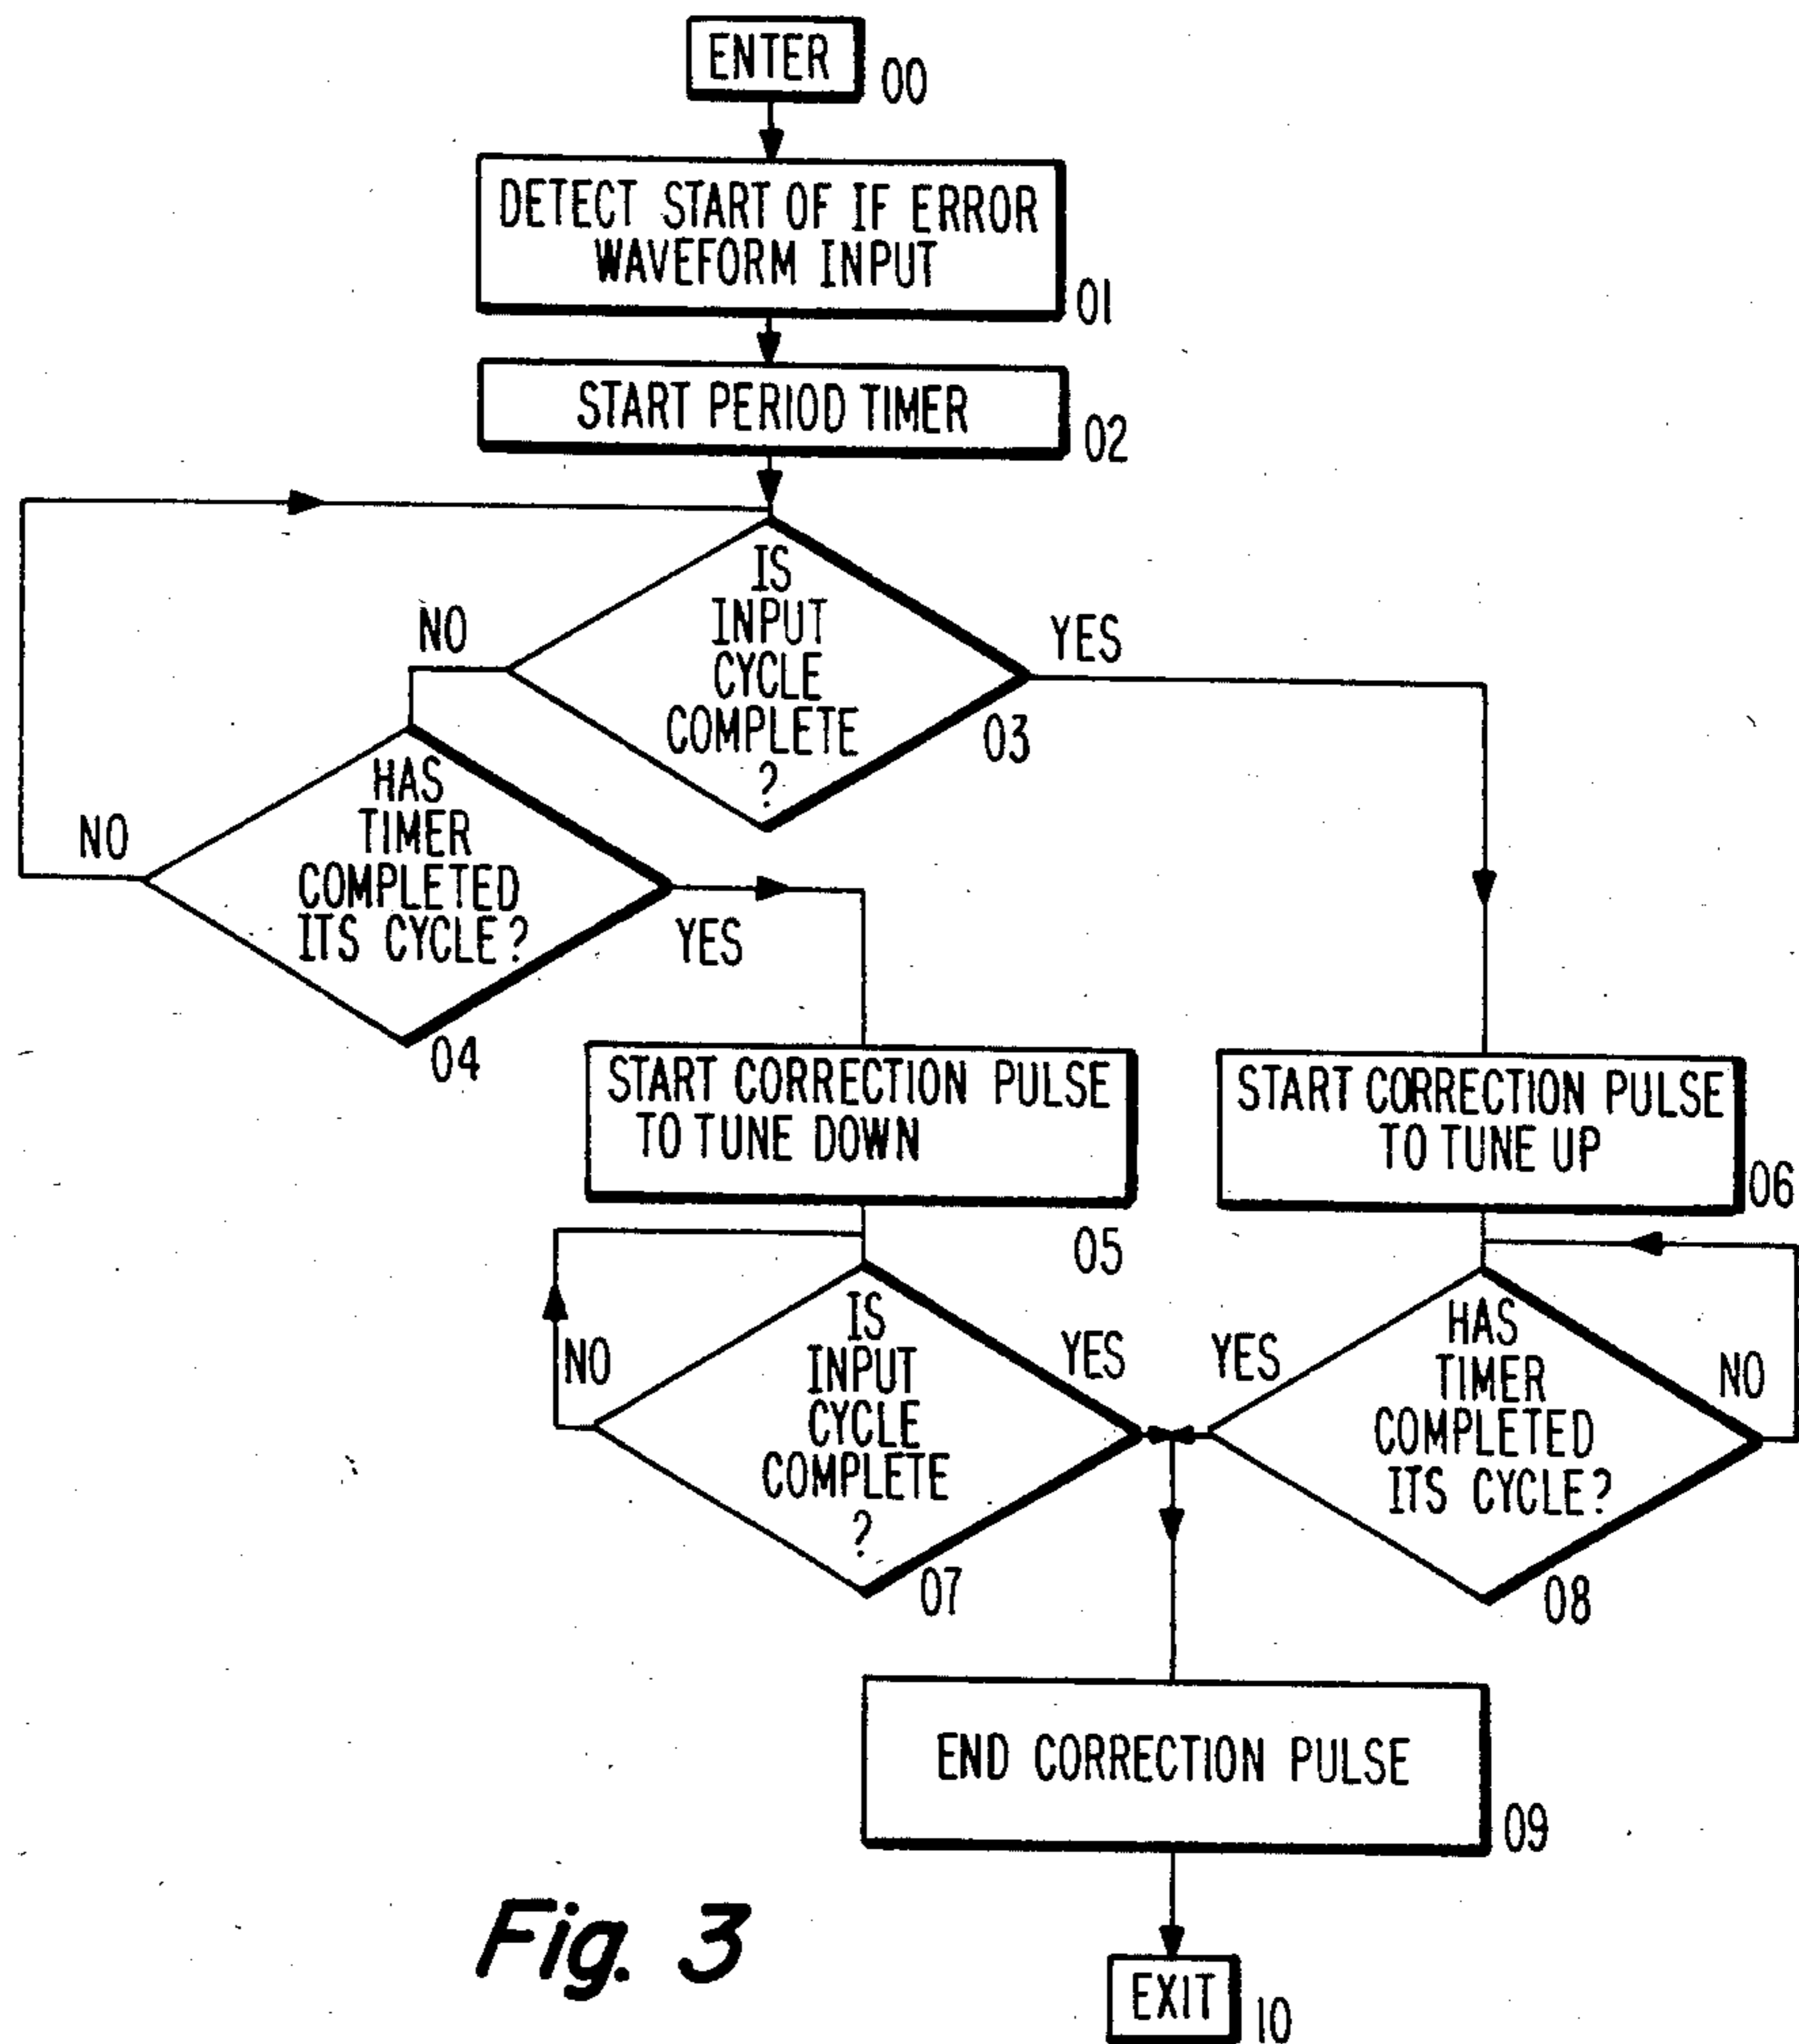 ENTER
00
DETECT START OF IF ERROR
WAVEFORM INPUT
01
START PERIOD TIMER
02
IS
INPUT
CYCLE
COMPLETE
?
03
NO
YES
HAS
TIMER
COMPLETED
ITS CYCLE?
04
NO
YES
START CORRECTION PULSE
TO TUNE DOWN
05
START CORRECTION PULSE
TO TUNE UP
06
IS
INPUT
CYCLE
COMPLETE
?
07
NO
YES
HAS
TIMER
COMPLETED
ITS CYCLE?
08
YES
NO
END CORRECTION PULSE
09
EXIT
10
Fig. 3